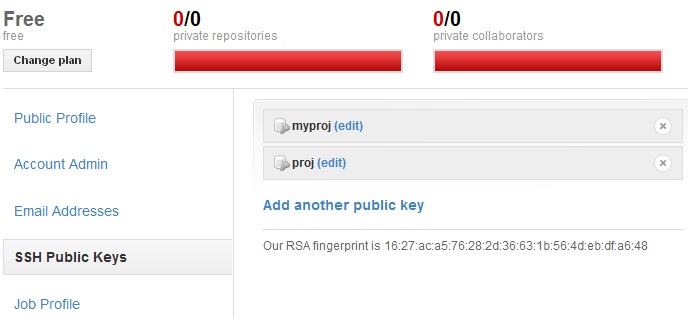 Free
free
Change plan
0/0
private repositories
0/0
private collaborators
Public Profile
Account Admin
Email Addresses
SSH Public Keys
Job Profile
myproj (edit)
proj (edit)
Add another public key
Our RSA fingerprint is 16:27:ac:a5:76:28:2d:36:63:1b:56:4d:eb:df:a6:48